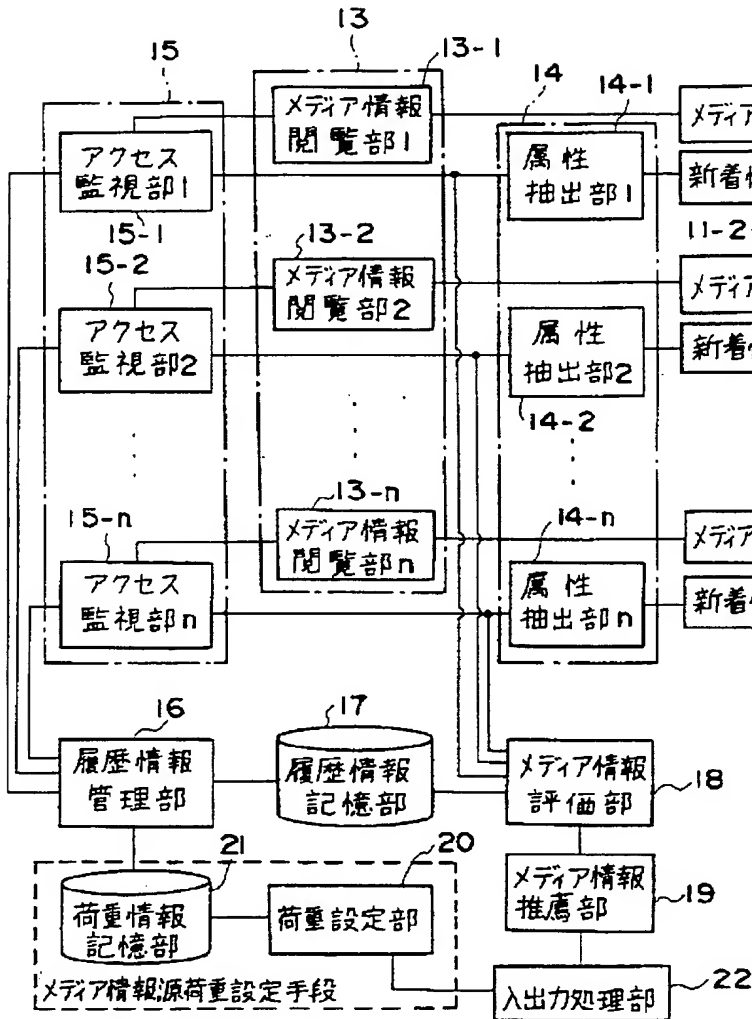 15
13
13-1
14
14-1
メディア情報
閲覧部1
メディア
アクセス
監視部1
属性
抽出部1
新着
15-1
13-2
11-2
15-2
メディア情報
閲覧部2
メディア
アクセス
監視部2
属性
抽出部2
新着
14-2
15-n
13-n
14-n
メディア情報
閲覧部n
メディア
アクセス
監視部n
属性
抽出部n
新着
16
17
履歴情報
管理部
履歴情報
記憶部
メディア情報
評価部
18
21
20
荷重情報
記憶部
荷重設定部
メディア情報
推薦部
19
メディア情報源荷重設定手段
入出力処理部
22